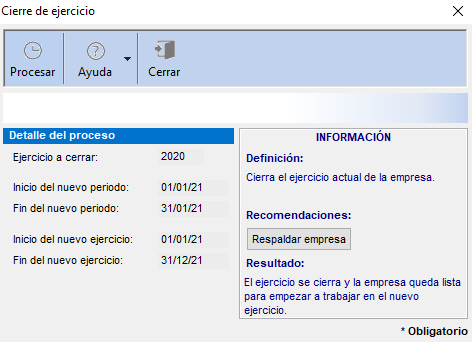 Cierre de ejercicio
Procesar
Ayuda
Cerrar
Detalle del proceso
Ejercicio a cerrar: 2020
Inicio del nuevo periodo: 01/01/21
Fin del nuevo periodo: 31/01/21
Inicio del nuevo ejercicio: 01/01/21
Fin del nuevo ejercicio: 31/12/21
INFORMACIÓN
Definición:
Cierra el ejercicio actual de la empresa.
Recomendaciones:
Respaldar empresa
Resultado:
El ejercicio se cierra y la empresa queda lista
para empezar a trabajar en el nuevo
ejercicio.
* Obligatorio